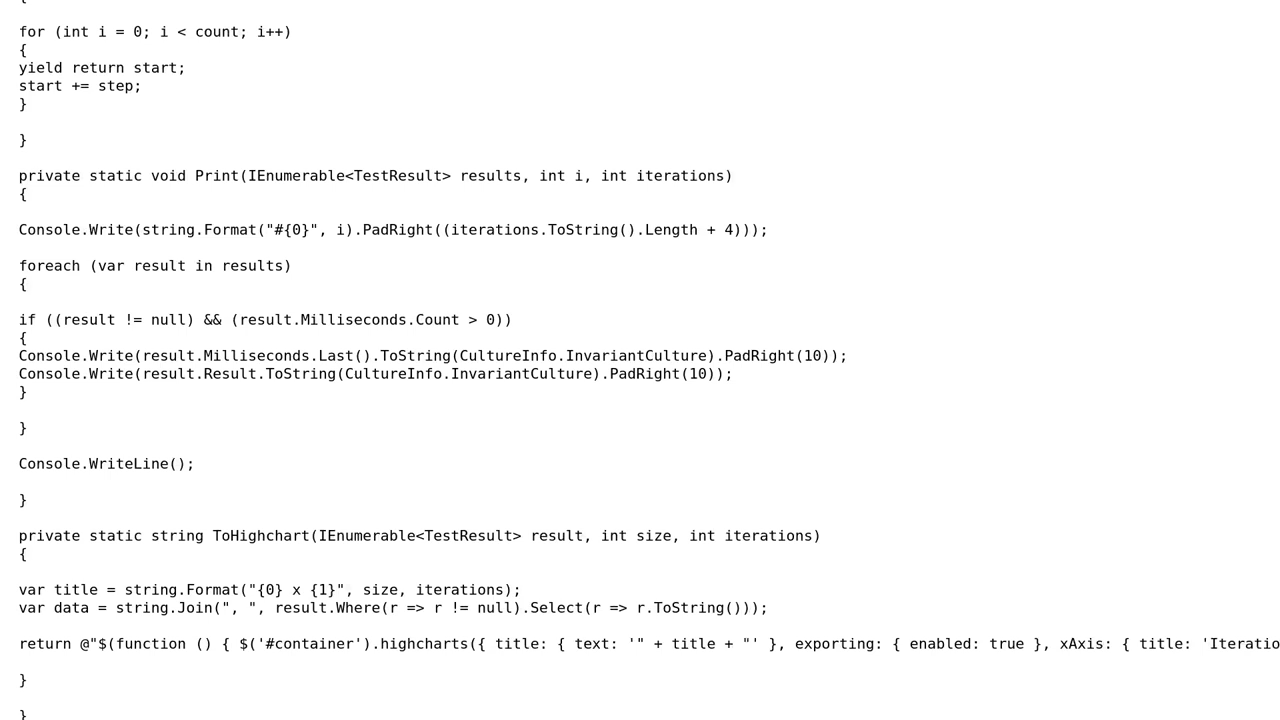 {
for (int i = 0; i < count; i++)
{
yield return start;
start += step;
}
}
private static void Print(IEnumerable<TestResult> results, int i, int iterations)
{
Console.Write(string.Format("#{0}", i).PadRight((iterations.ToString().Length + 4)));
foreach (var result in results)
{
if ((result != null) && (result.Milliseconds.Count > 0))
{
Console.Write(result.Milliseconds.Last().ToString(CultureInfo.InvariantCulture).PadRight(10));
Console.Write(result.Result.ToString(CultureInfo.InvariantCulture).PadRight(10));
}
}
Console.WriteLine();
}
private static string ToHighchart(IEnumerable<TestResult> result, int size, int iterations)
{
var title = string.Format("{0} x {1}", size, iterations);
var data = string.Join(", ", result.Where(r => r != null).Select(r => r.ToString()));
return @"$(function () { $('#container').highcharts({ title: { text: '" + title + "' }, exporting: { enabled: true }, xAxis: { title: 'Iteratio
}
}